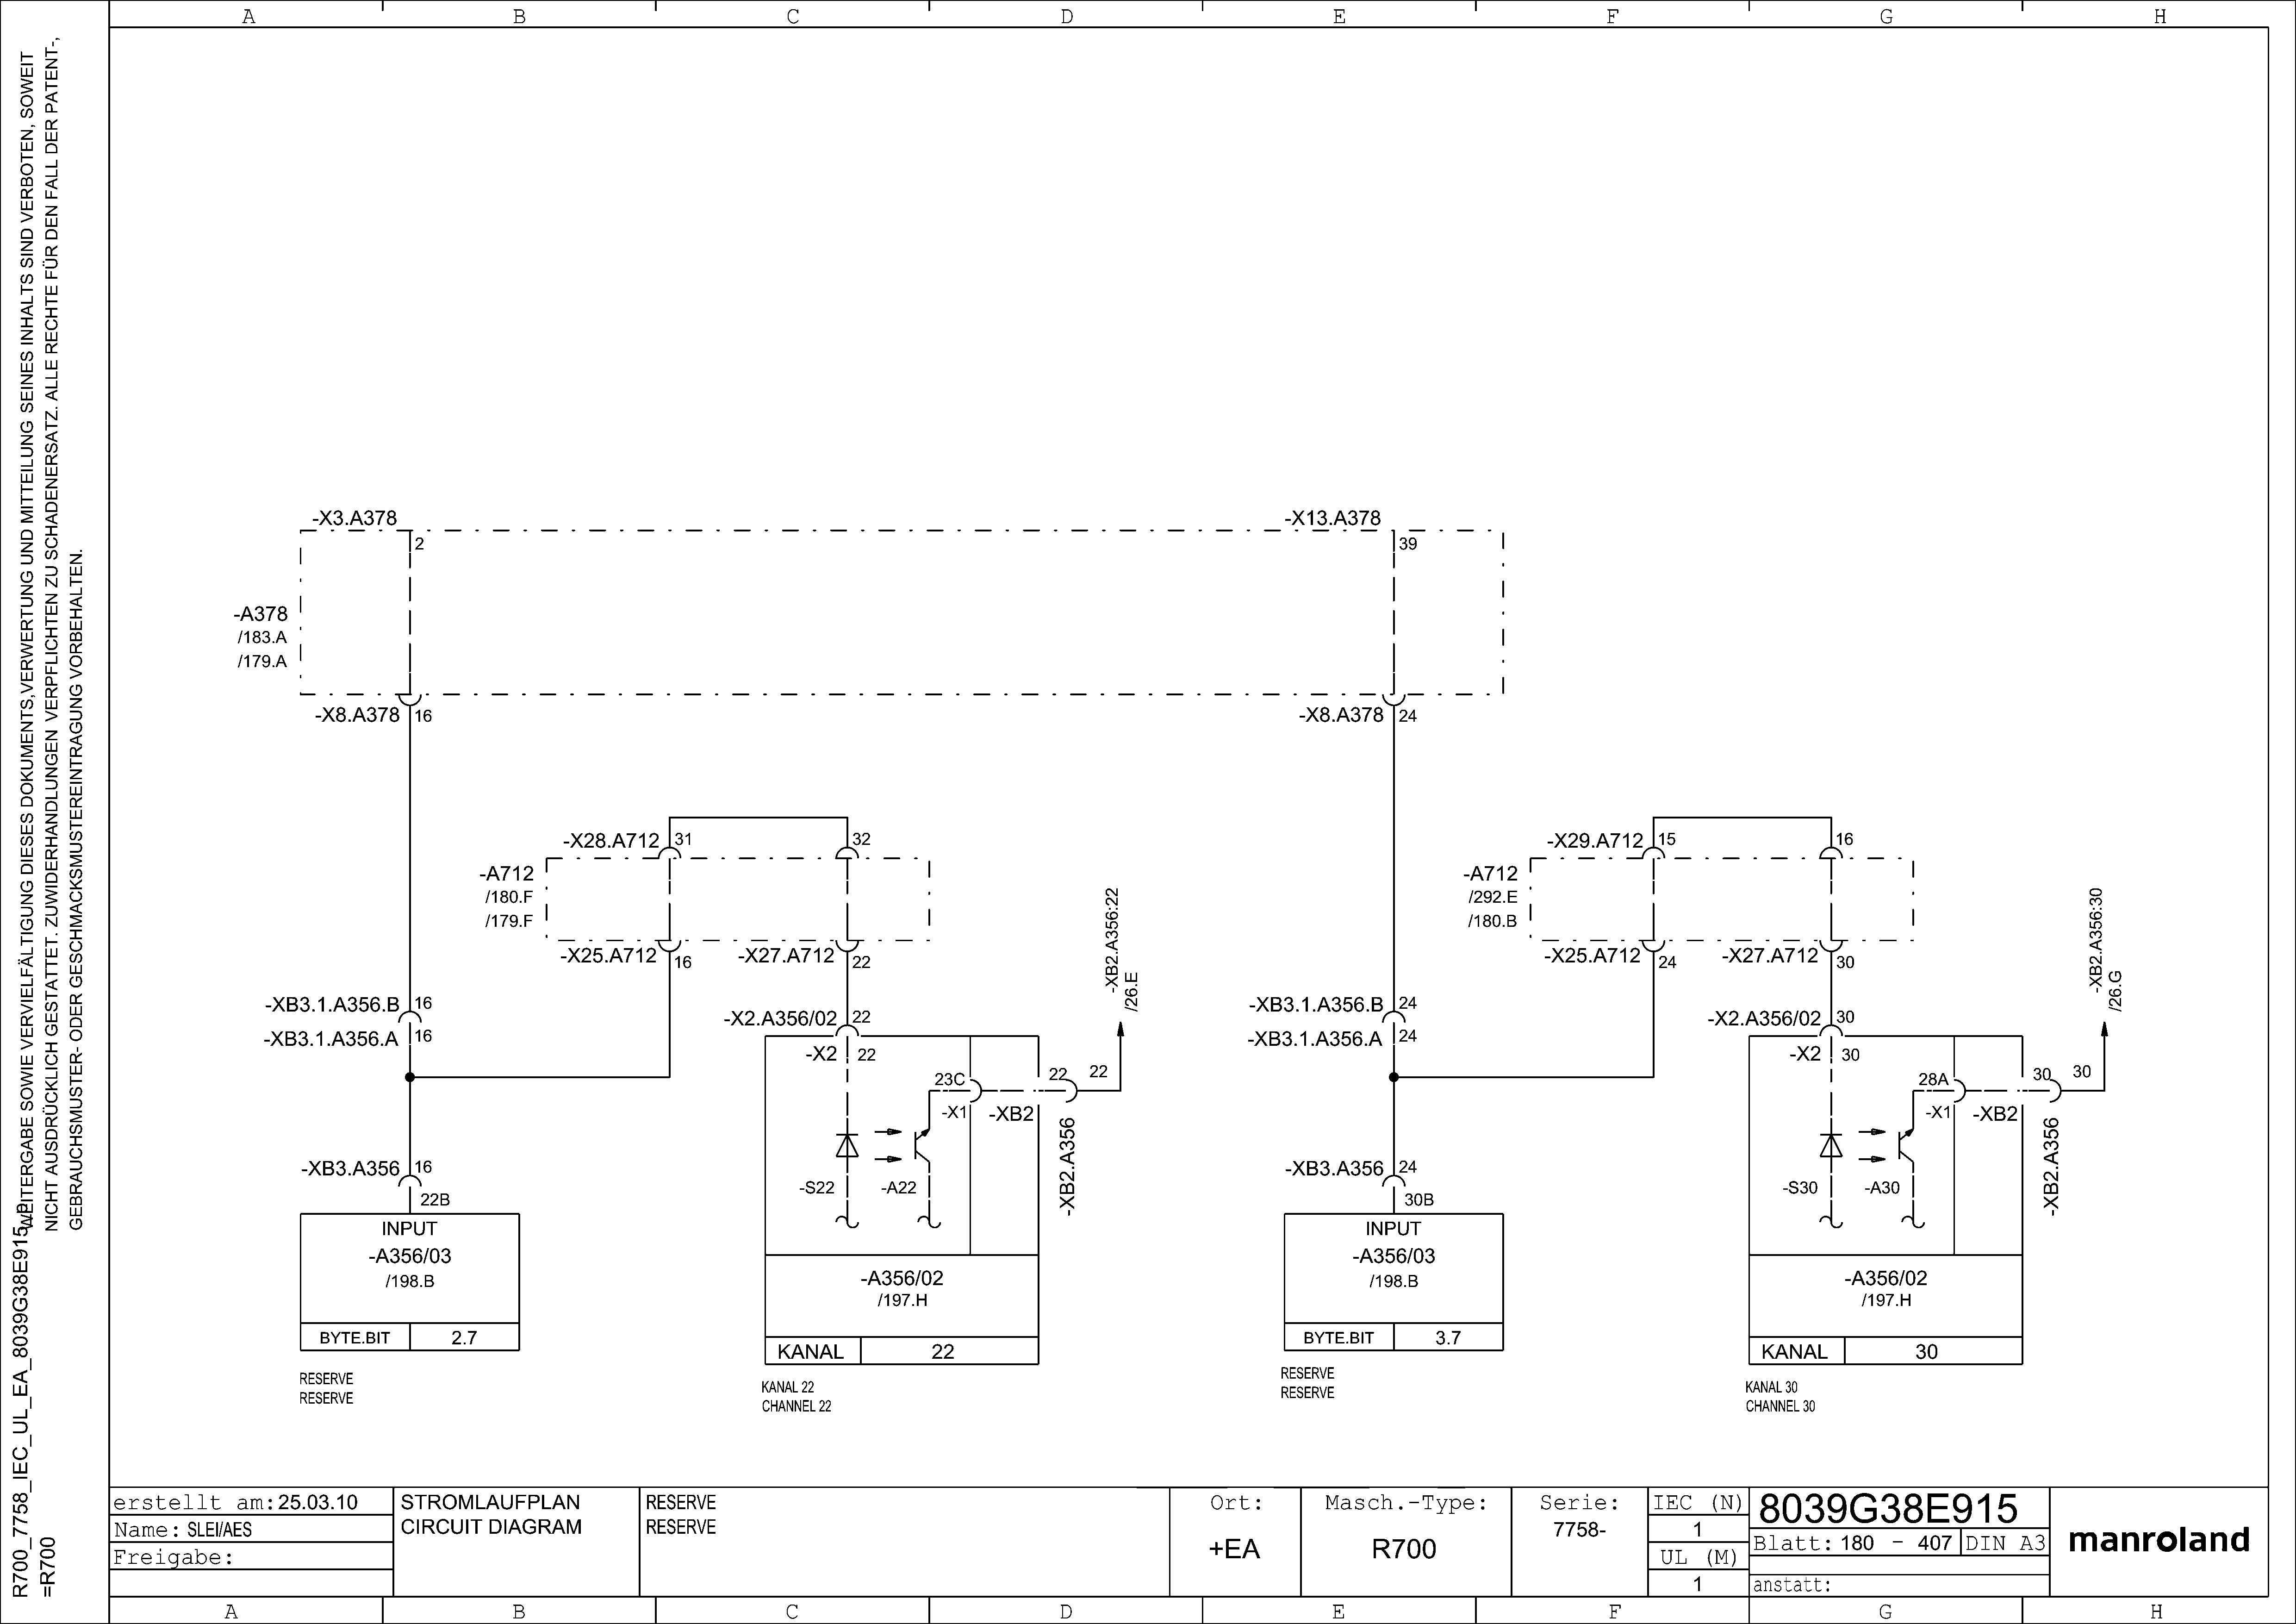 A B C D E F G H
WEITERGABE SOWIE VERVIELFÄLTIGUNG DIESES DOKUMENTS,VERWERTUNG UND MITTEILUNG SEINES INHALTS SIND VERBOTEN, SOWEIT
NICHT AUSDRÜCKLICH GESTATTET. ZUWIDERHANDLUNGEN VERPFLICHTEN ZU SCHADENERSATZ. ALLE RECHTE FÜR DEN FALL DER PATENT-,
GEBRAUCHSMUSTER- ODER GESCHMACKSMUSTEREINTRAGUNG VORBEHALTEN.
R700_7758_IEC_UL_EA_8039G38E915_D
=R700
-X3.A378
2
-X13.A378
39
-A378
/183.A
/179.A
-X8.A378 16
-X8.A378 24
-X28.A712 31 32
-A712
/180.F
/179.F
-X25.A712 16
-X27.A712 22
-XB3.1.A356.B 16
-XB3.1.A356.A 16
-X2.A356/02 22
-X2 22
23C
-X1
-XB2
22 22
-XB2.A356:22
/26.E
-XB2.A356
-S22
-A22
-XB3.A356 16
22B
INPUT
-A356/03
/198.B
BYTE.BIT 2.7
RESERVE
RESERVE
-A356/02
/197.H
KANAL 22
KANAL 22
CHANNEL 22
-X29.A712 15 16
-A712
/292.E
/180.B
-X25.A712 24
-X27.A712 30
-XB3.1.A356.B 24
-XB3.1.A356.A 24
-X2.A356/02 30
-X2 30
28A
-X1
-XB2
30 30
-XB2.A356:30
/26.G
-XB2.A356
-S30
-A30
-XB3.A356 24
30B
INPUT
-A356/03
/198.B
BYTE.BIT 3.7
RESERVE
RESERVE
-A356/02
/197.H
KANAL 30
KANAL 30
CHANNEL 30
erstellt am: 25.03.10
Name: SLEI/AES
Freigabe:
STROMLAUFPLAN
CIRCUIT DIAGRAM
RESERVE
RESERVE
Ort:
+EA
Masch.-Type:
R700
Serie:
7758-
IEC (N)
1
UL (M)
1
8039G38E915
Blatt: 180 - 407 DIN A3
anstatt:
manroland
A B C D E F G H